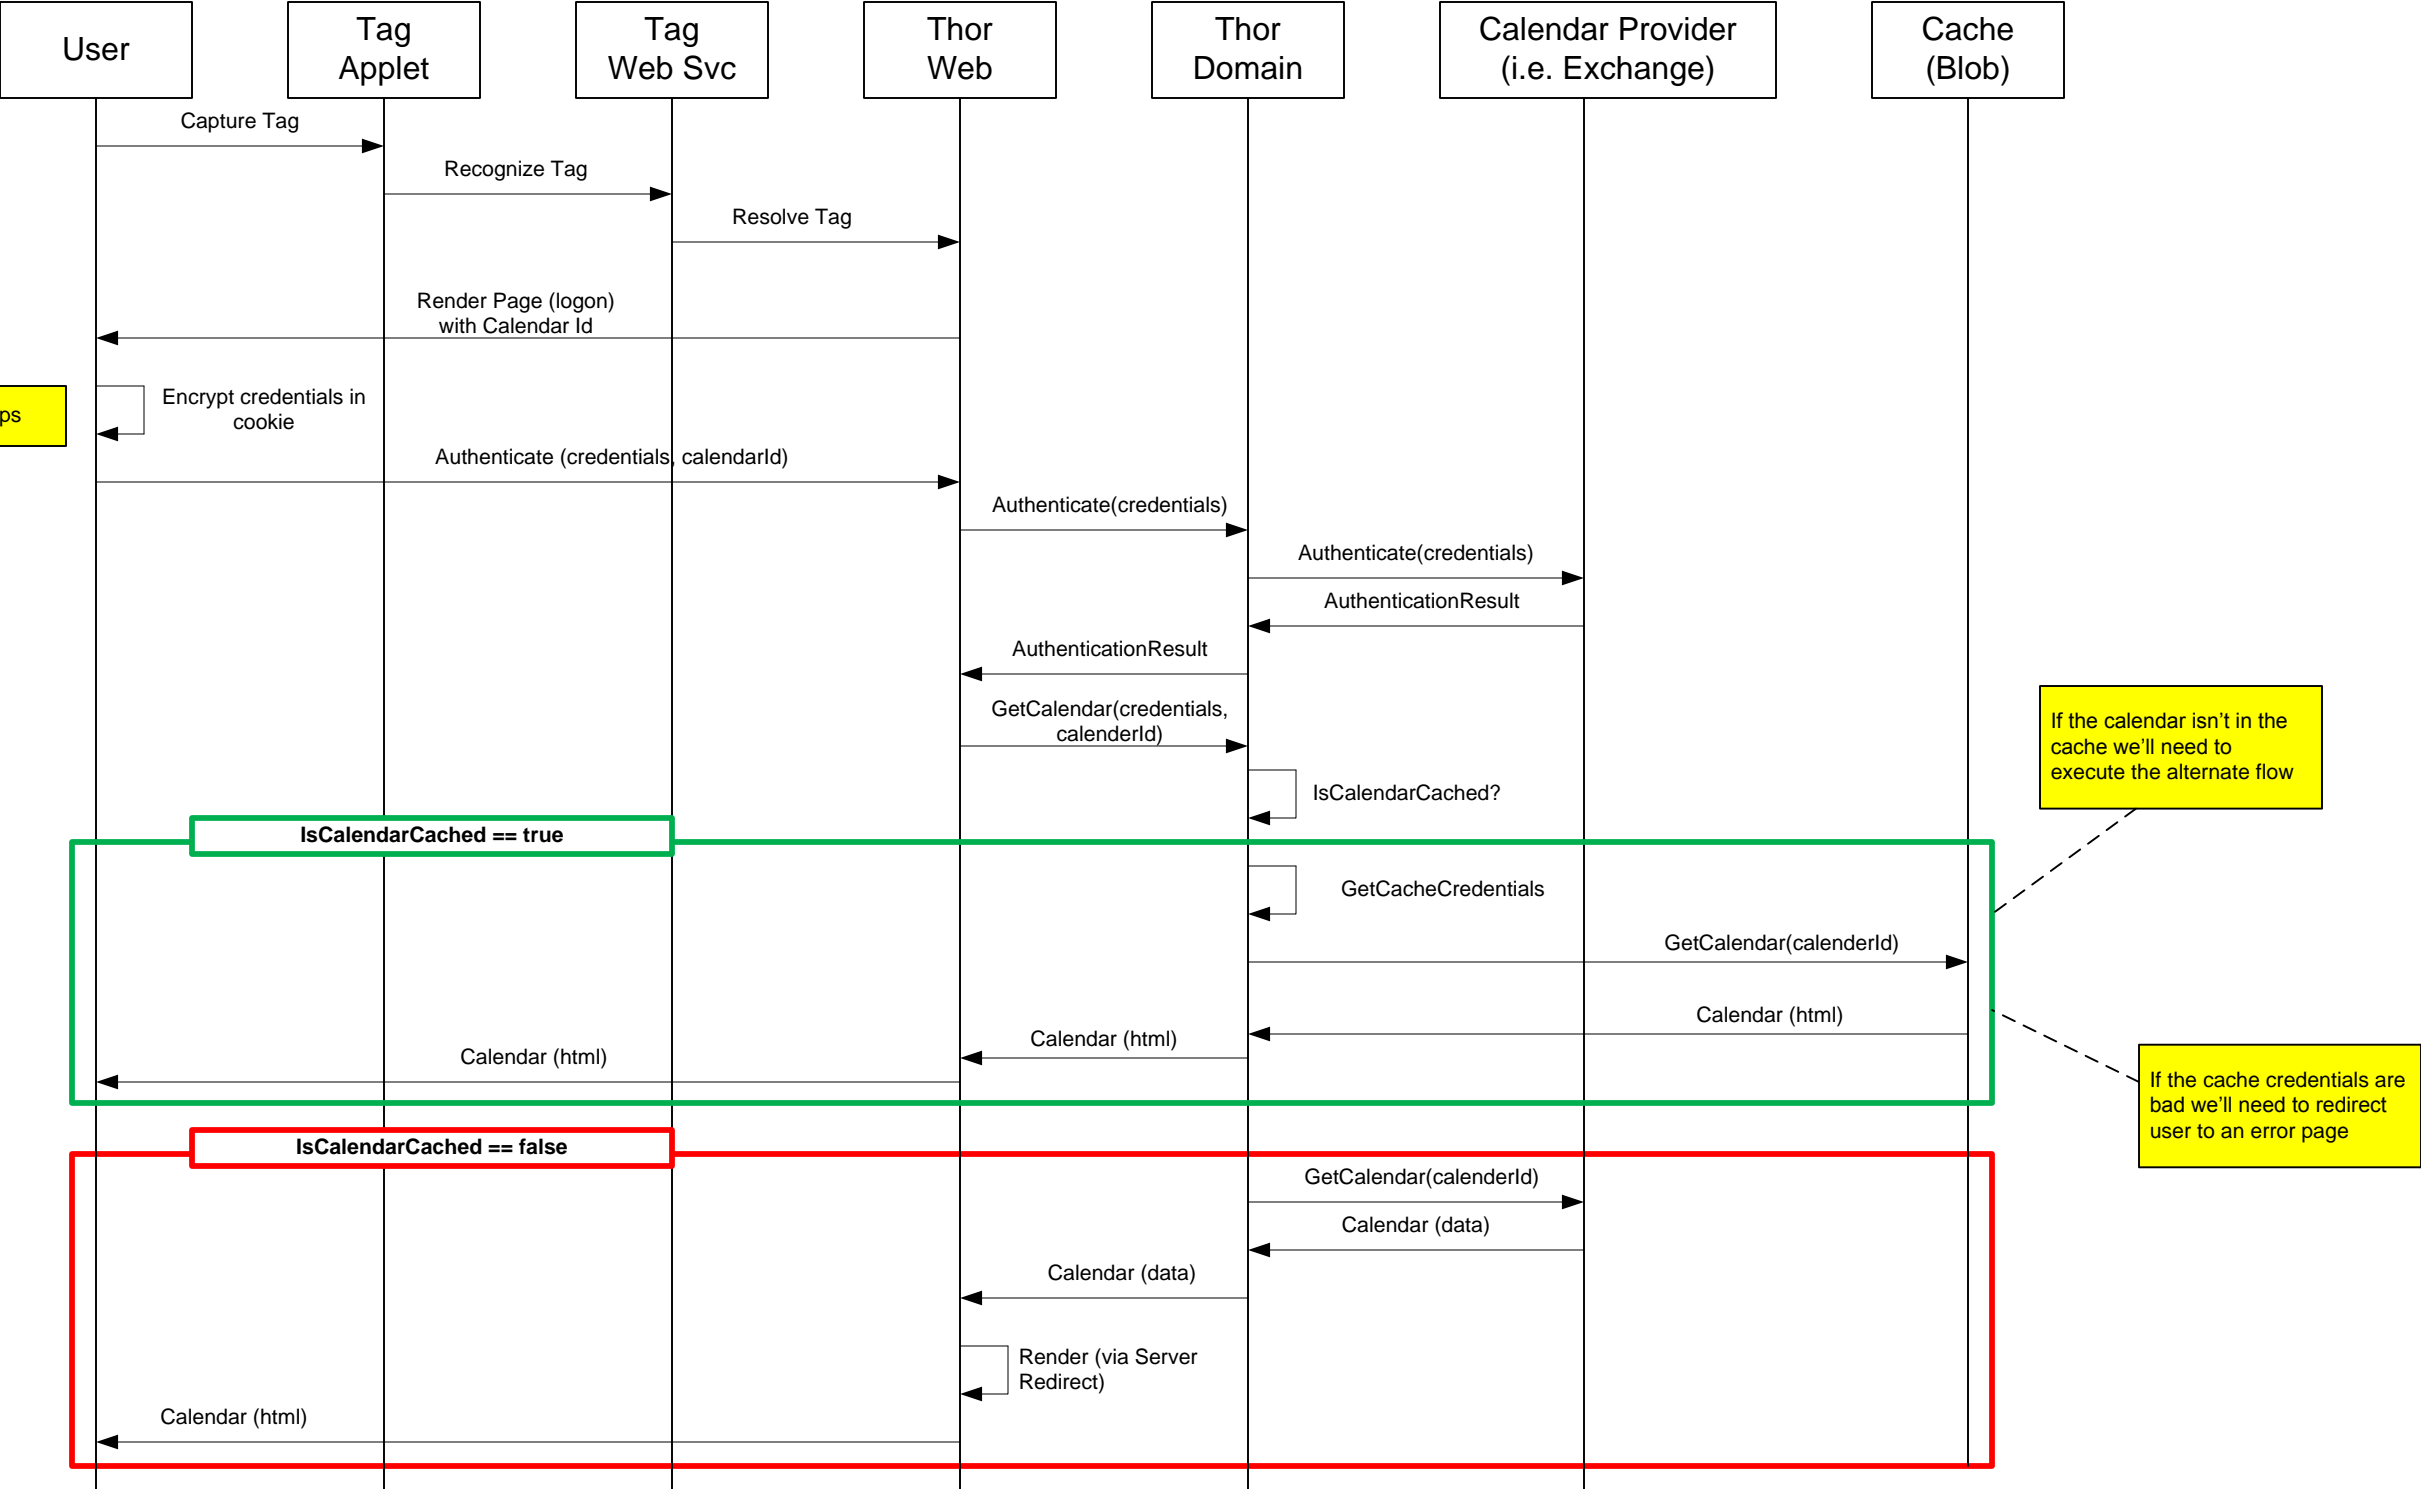 User
Tag
Applet
Tag
Web Svc
Thor
Web
Thor
Domain
Calendar Provider
(i.e. Exchange)
Cache
(Blob)
Capture Tag
Recognize Tag
Resolve Tag
Render Page (logon)
with Calendar Id
ps
Encrypt credentials in
cookie
Authenticate (credentials, calendarId)
Authenticate(credentials)
Authenticate(credentials)
AuthenticationResult
AuthenticationResult
GetCalendar(credentials,
calenderId)
If the calendar isn't in the
cache we'll need to
execute the alternate flow
IsCalendarCached?
IsCalendarCached == true
GetCacheCredentials
GetCalendar(calenderId)
Calendar (html)
Calendar (html)
Calendar (html)
If the cache credentials are
bad we'll need to redirect
user to an error page
IsCalendarCached == false
GetCalendar(calenderId)
Calendar (data)
Calendar (data)
Render (via Server
Redirect)
Calendar (html)